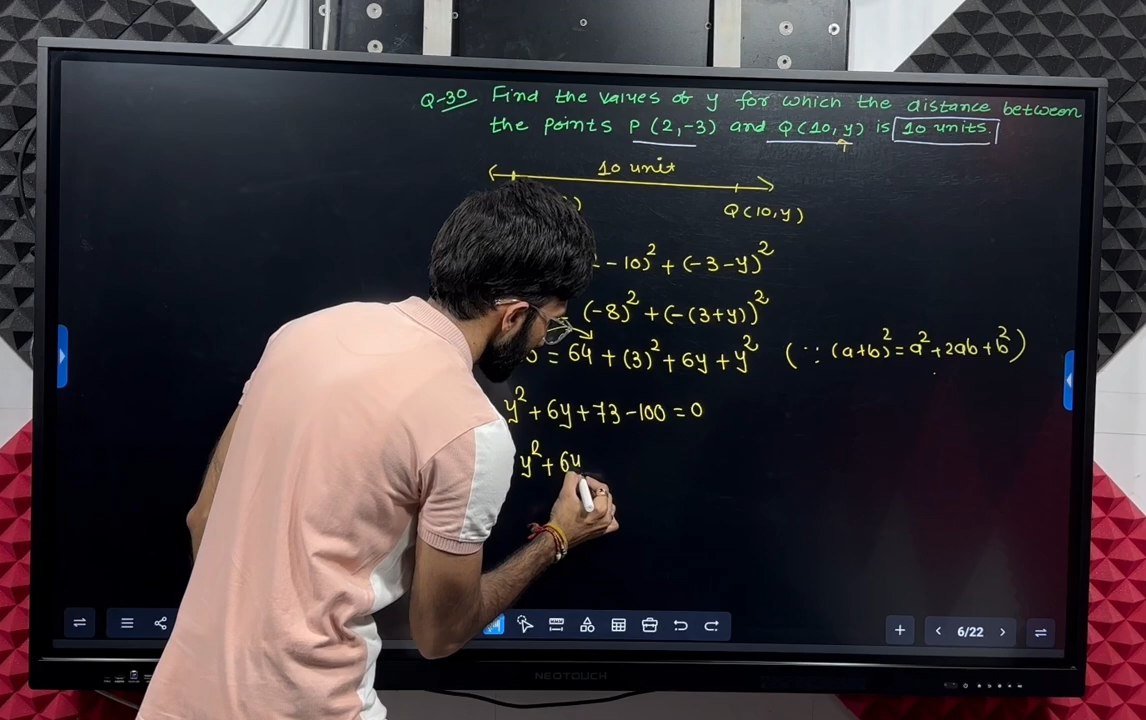 Q-30 Find the values of y for which the distance between
the points P (2,-3) and Q (10, y) is 10 units.
10 unit
)
Q (10, y)
- 10)² + (-3-y)²
(-8)² + (-(3+y))²
= 64 + (3)² + 6y + y² (∵ (a+b)² = a² + 2ab + b²)
y² + 6y + 73 - 100 = 0
y² + 6y
6/22
NEOTOUCH